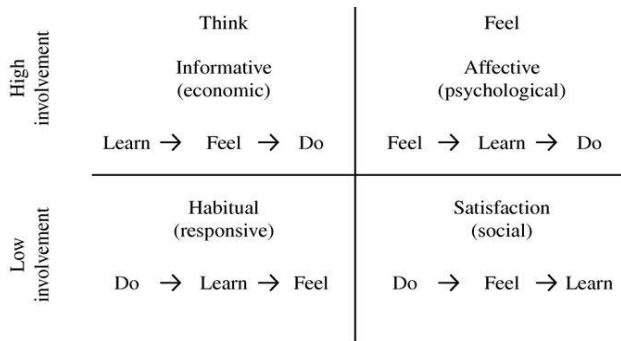 Think
Feel
High
involvement
Informative
(economic)
Affective
(psychological)
Learn → Feel → Do
Feel → Learn → Do
Low
involvement
Habitual
(responsive)
Satisfaction
(social)
Do → Learn → Feel
Do → Feel → Learn